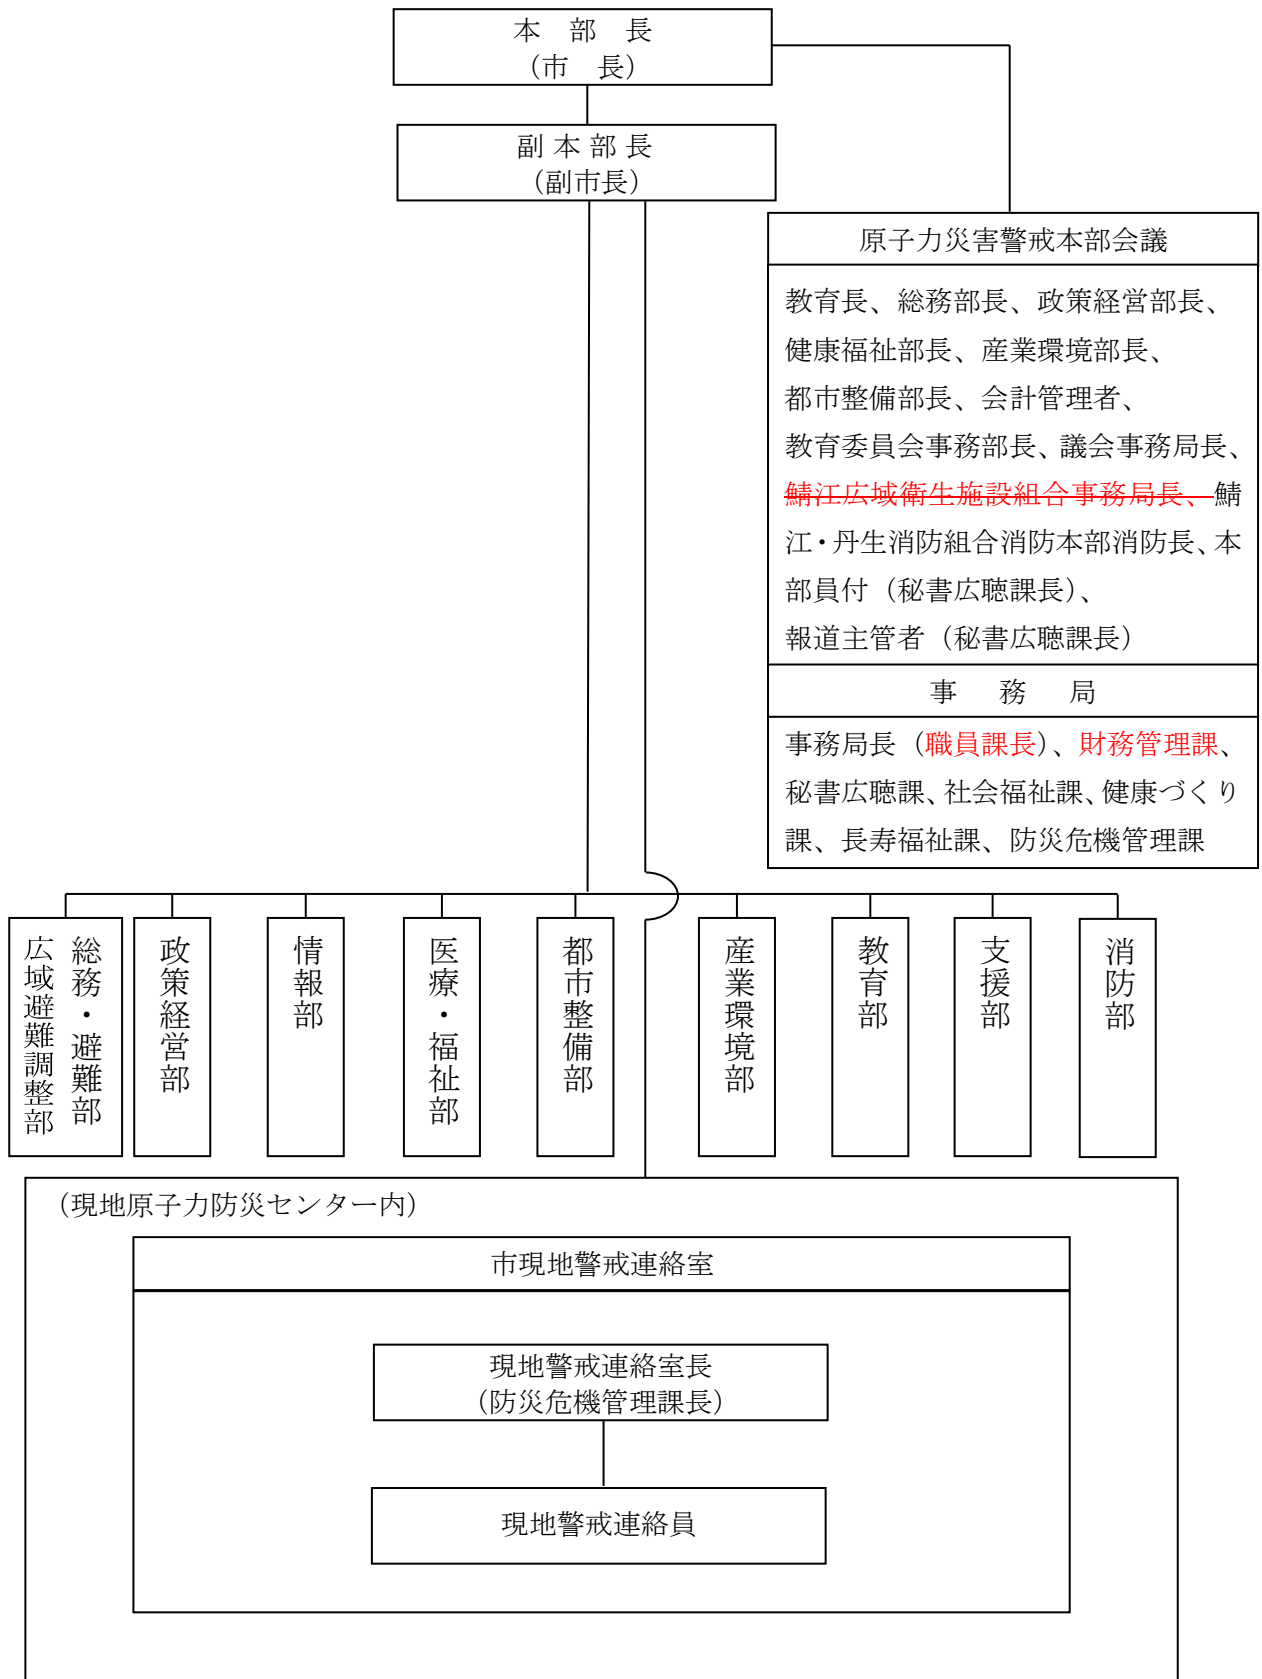 本　部　長
（市　長）
副 本 部 長
（副市長）
原子力災害警戒本部会議
教育長、総務部長、政策経営部長、
健康福祉部長、産業環境部長、
都市整備部長、会計管理者、
教育委員会事務部長、議会事務局長、
鯖江広域衛生施設組合事務局長、鯖
江・丹生消防組合消防本部消防長、本
部員付（秘書広聴課長）、
報道主管者（秘書広聴課長）
事　務　局
事務局長（職員課長）、財務管理課、
秘書広聴課、社会福祉課、健康づくり
課、長寿福祉課、防災危機管理課
総務・避難部
広域避難調整部
政策経営部
情報部
医療・福祉部
都市整備部
産業環境部
教育部
支援部
消防部
（現地原子力防災センター内）
市現地警戒連絡室
現地警戒連絡室長
（防災危機管理課長）
現地警戒連絡員